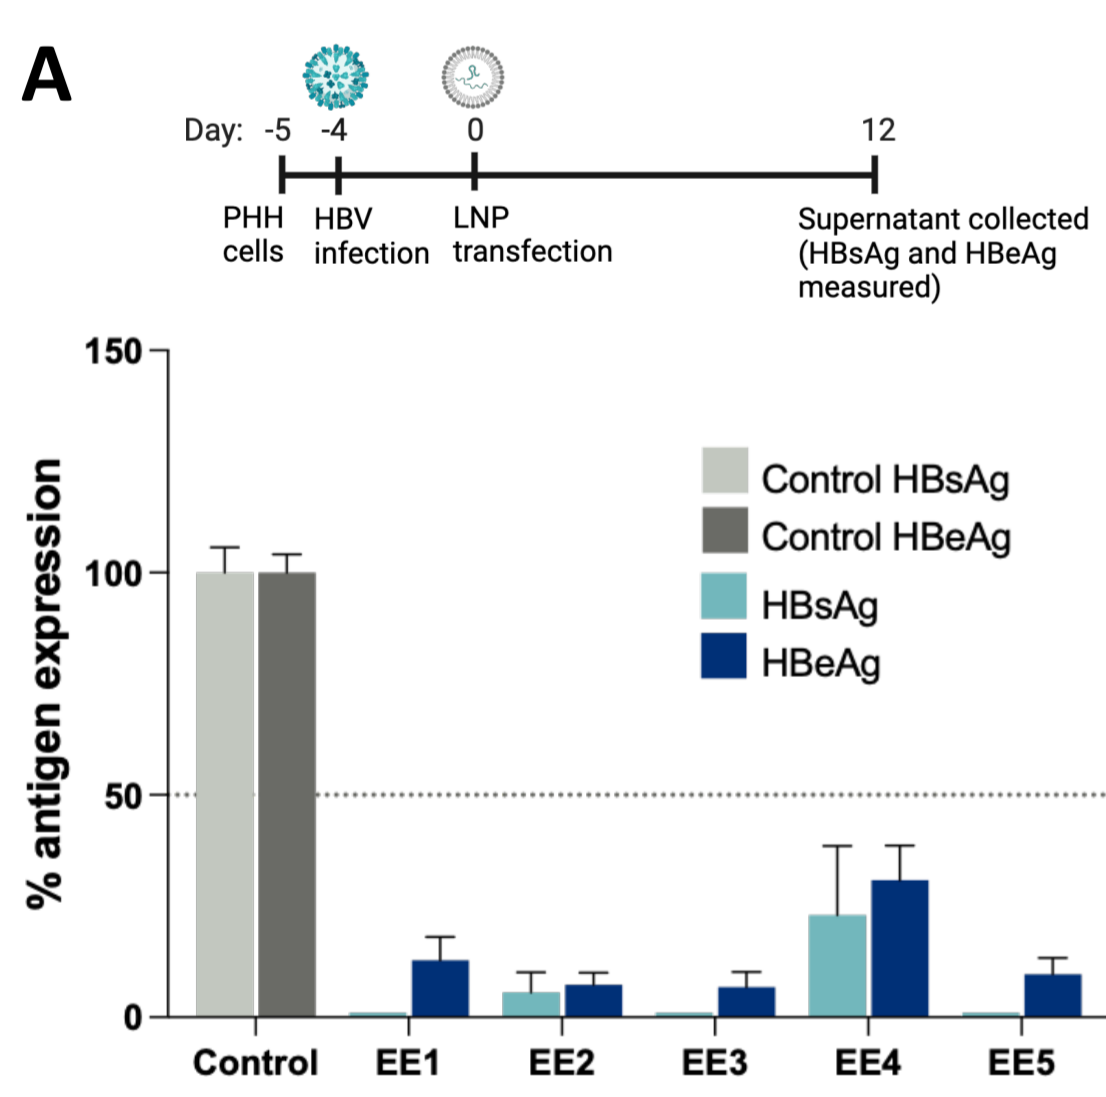 A
Day: -5 -4 0 12
PHH cells
HBV infection
LNP transfection
Supernatant collected
(HBsAg and HBeAg
measured)
% antigen expression
150
100
50
0
Control HBsAg
Control HBeAg
HBsAg
HBeAg
Control EE1 EE2 EE3 EE4 EE5